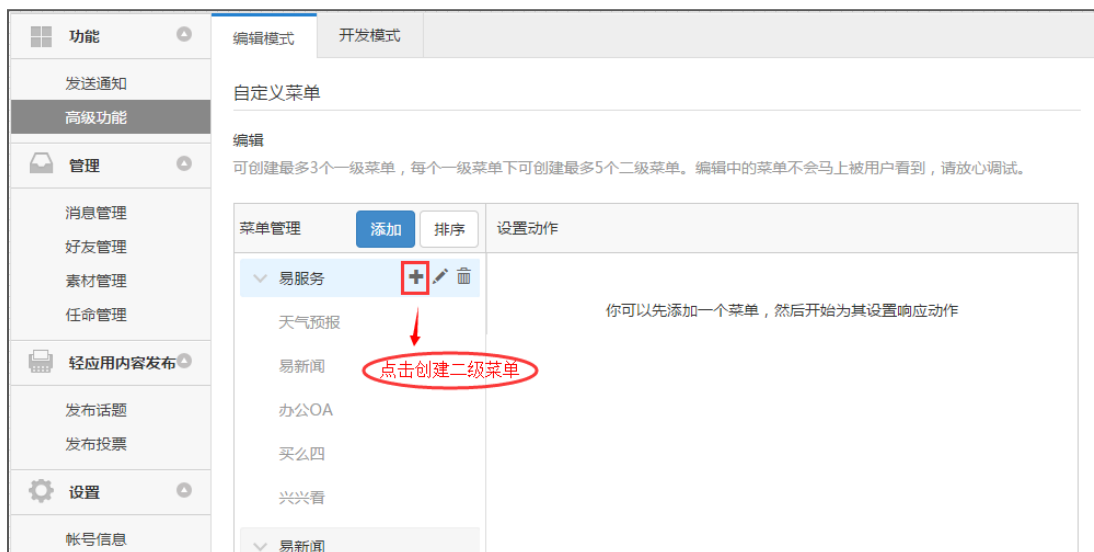 功能
编辑模式
开发模式
发送通知
高级功能
自定义菜单
编辑
可创建最多3个一级菜单，每个一级菜单下可创建最多5个二级菜单。编辑中的菜单不会马上被用户看到，请放心调试。
管理
消息管理
好友管理
素材管理
任命管理
轻应用内容发布
发布话题
发布投票
设置
帐号信息
菜单管理
添加
排序
设置动作
易服务
天气预报
易新闻
点击创建二级菜单
办公OA
买么四
兴兴看
易新闻
你可以先添加一个菜单，然后开始为其设置响应动作